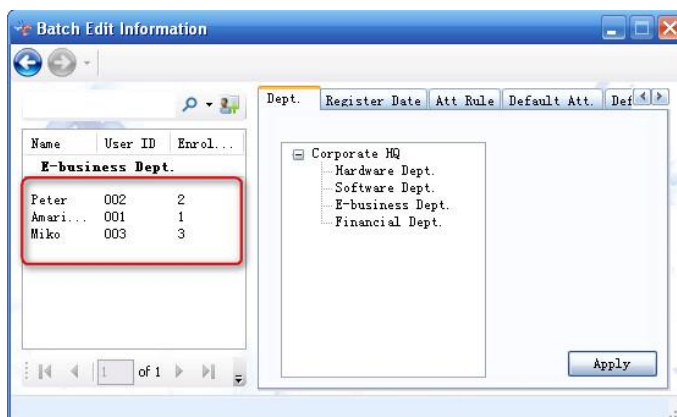 Batch Edit Information
Dept. Register Date Att Rule Default Att. Def
Name User ID Enrol...
E-business Dept.
Peter 002 2
Amari... 001 1
Miko 003 3
Corporate HQ
Hardware Dept.
Software Dept.
E-business Dept.
Financial Dept.
1 of 1
Apply